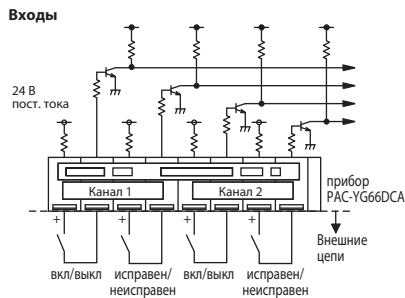 Входы
24 В
пост. тока
Канал 1
Канал 2
прибор
PAC-YG66DCA
+
+
+
+
Внешние
цепи
вкл/выкл
исправен/
неисправен
вкл/выкл
исправен/
неисправен